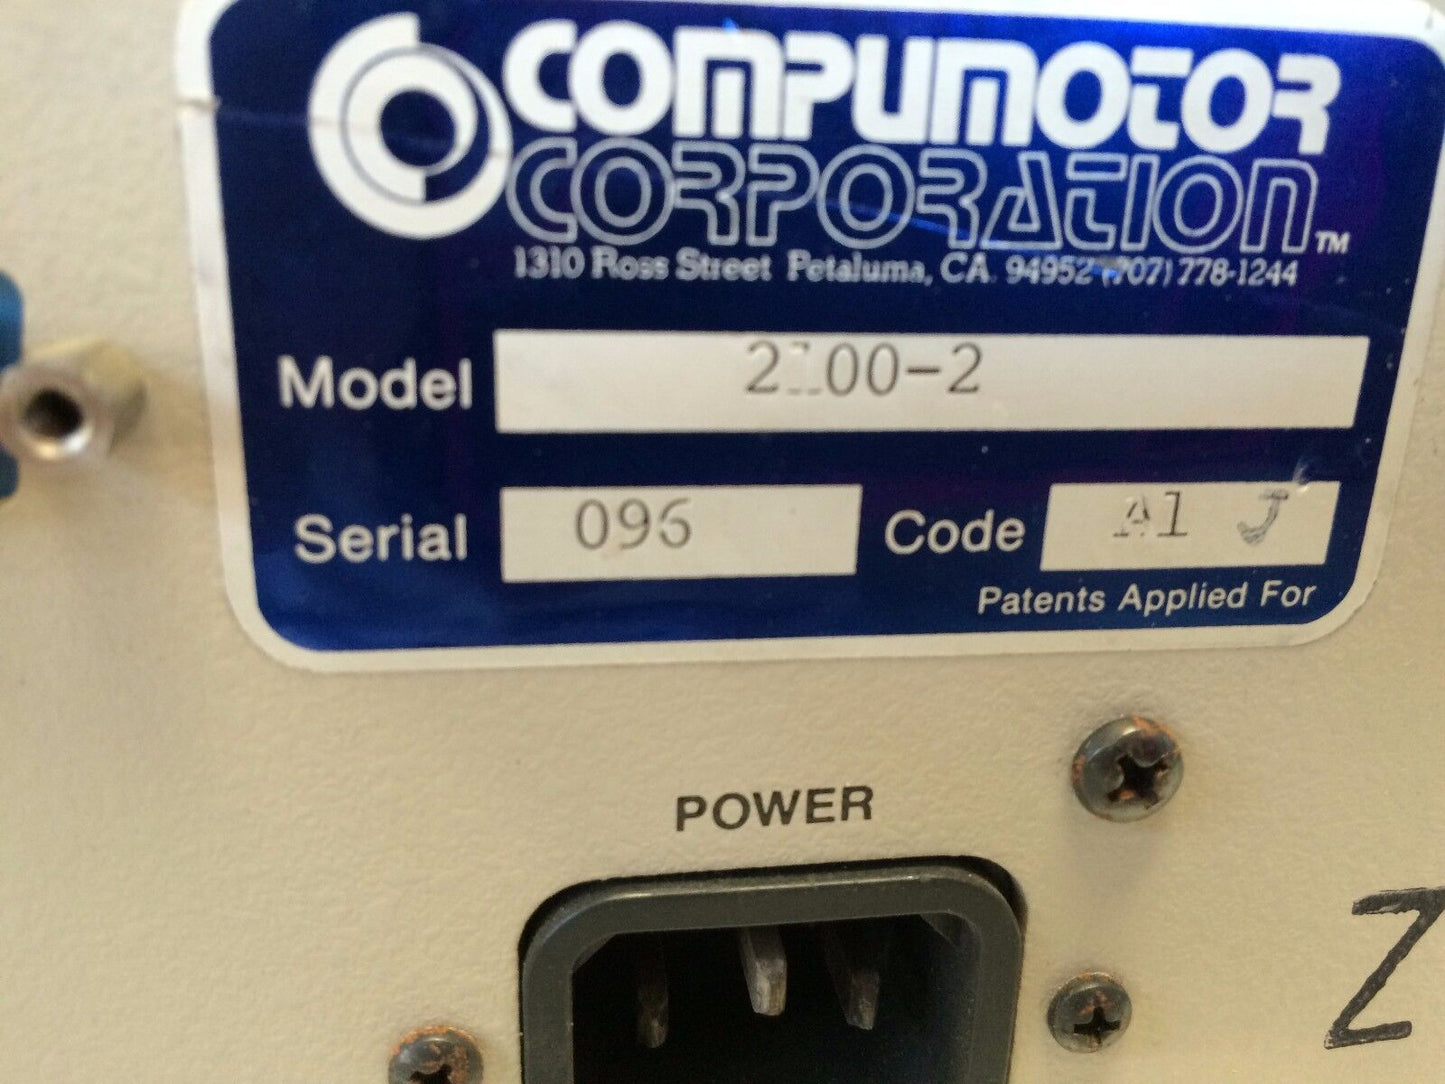 COMPUMOTOR
CORPORATION™
1310 Ross Street Petaluma, CA. 94952 (707) 778-1244
Model 2100-2
Serial 096 Code A1 J
Patents Applied For
POWER
Z